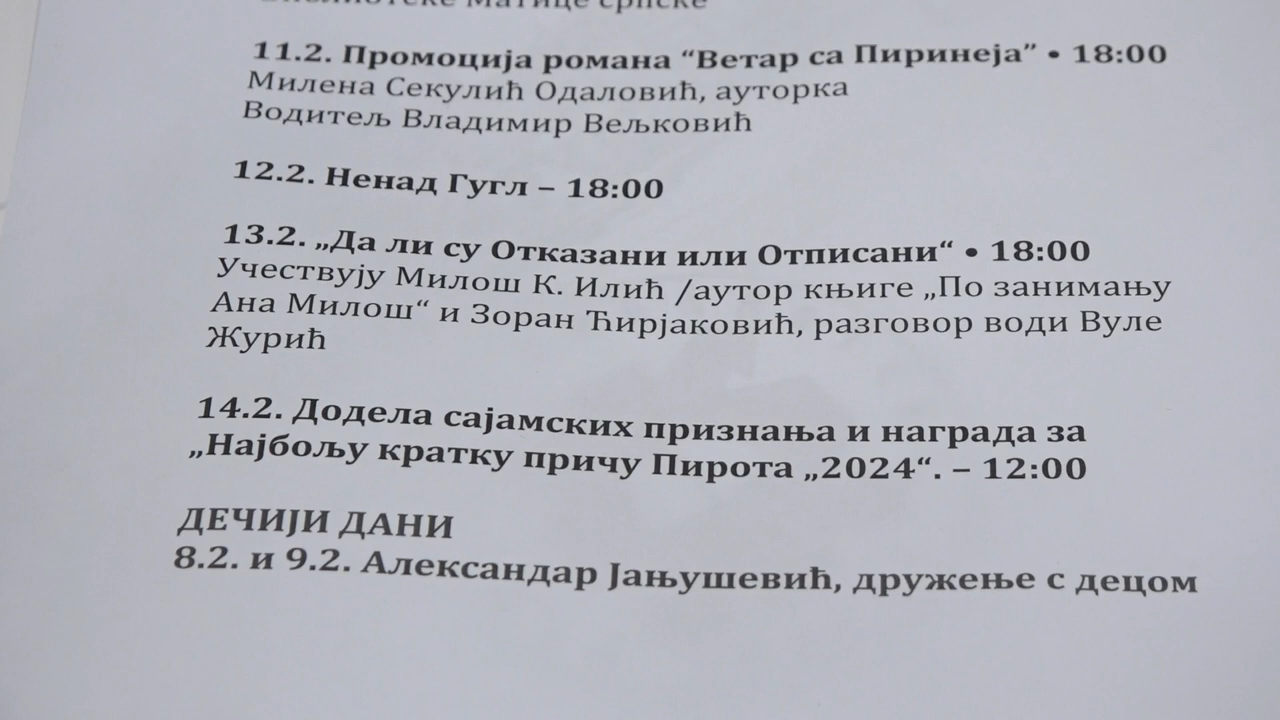 Библиотеке Матице српске
11.2. Промоција романа “Ветар са Пиринеја” • 18:00
Милена Секулић Одаловић, ауторка
Водитељ Владимир Вељковић
12.2. Ненад Гугл – 18:00
13.2. „Да ли су Отказани или Отписани“ • 18:00
Учествују Милош К. Илић /аутор књиге „По занимању
Ана Милош“ и Зоран Ћирјаковић, разговор води Вуле
Журић
14.2. Додела сајамских признања и награда за
„Најбољу кратку причу Пирота „2024“. – 12:00
ДЕЧИЈИ ДАНИ
8.2. и 9.2. Александар Јањушевић, дружење с децом